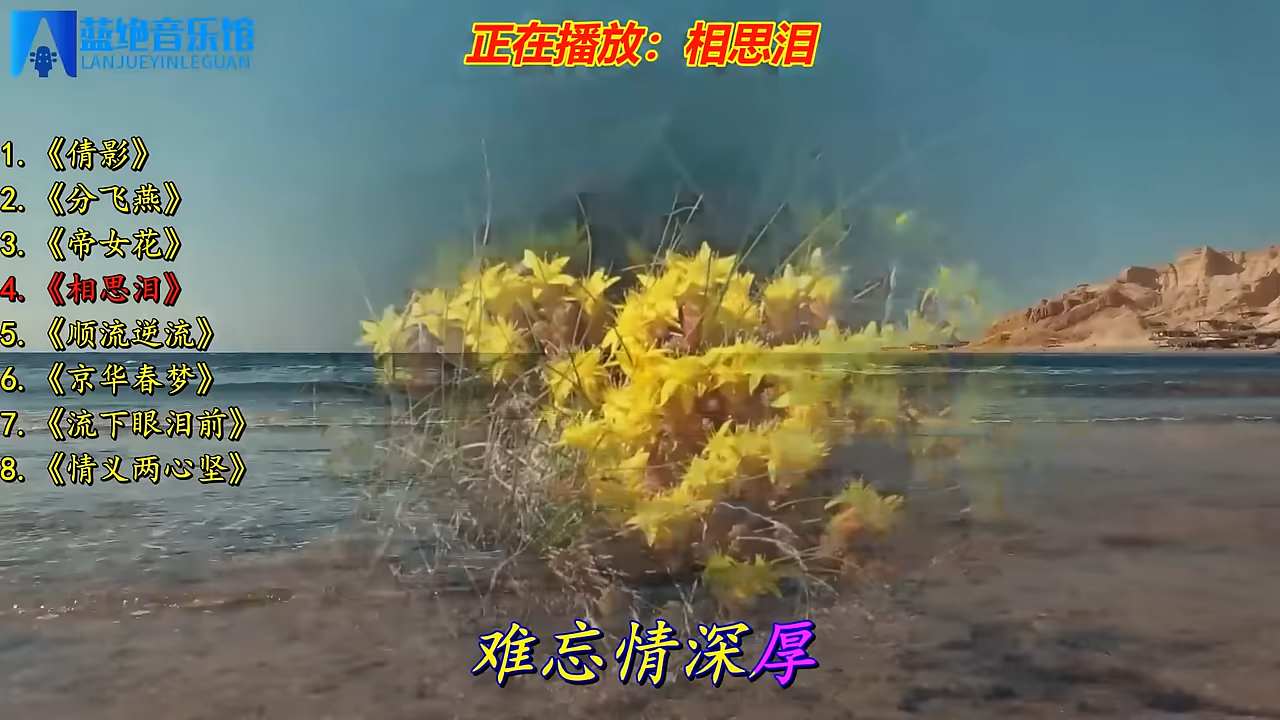 蓝绝音乐馆
LANJUEYINLEGUAN
正在播放：相思泪
1.《倩影》
2.《分飞燕》
3.《帝女花》
4.《相思泪》
5.《顺流逆流》
6.《京华春梦》
7.《流下眼泪前》
8.《情义两心坚》
难忘情深厚